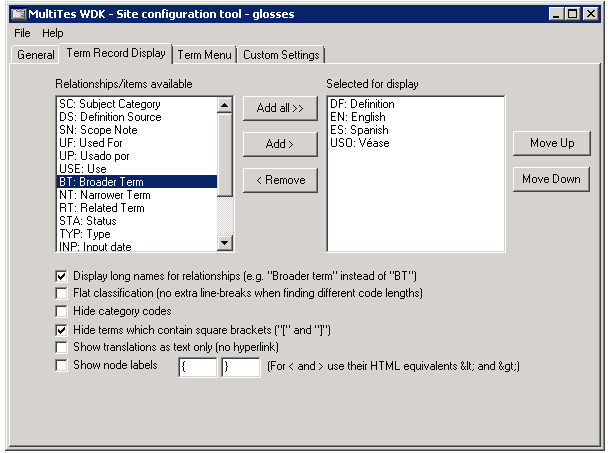 MultiTes WDK - Site configuration tool - glosses
File Help
General Term Record Display Term Menu Custom Settings
Relationships/items available
SC: Subject Category
DS: Definition Source
SN: Scope Note
UF: Used For
UP: Usado por
USE: Use
BT: Broader Term
NT: Narrower Term
RT: Related Term
STA: Status
TYP: Type
INP: Input date
Add all >>
Add >
< Remove
Selected for display
DF: Definition
EN: English
ES: Spanish
USO: Véase
Move Up
Move Down
Display long names for relationships (e.g. "Broader term" instead of "BT")
Flat classification (no extra line-breaks when finding different code lengths)
Hide category codes
Hide terms which contain square brackets ("[" and "]")
Show translations as text only (no hyperlink)
Show node labels { } (For < and > use their HTML equivalents &lt; and &gt;)